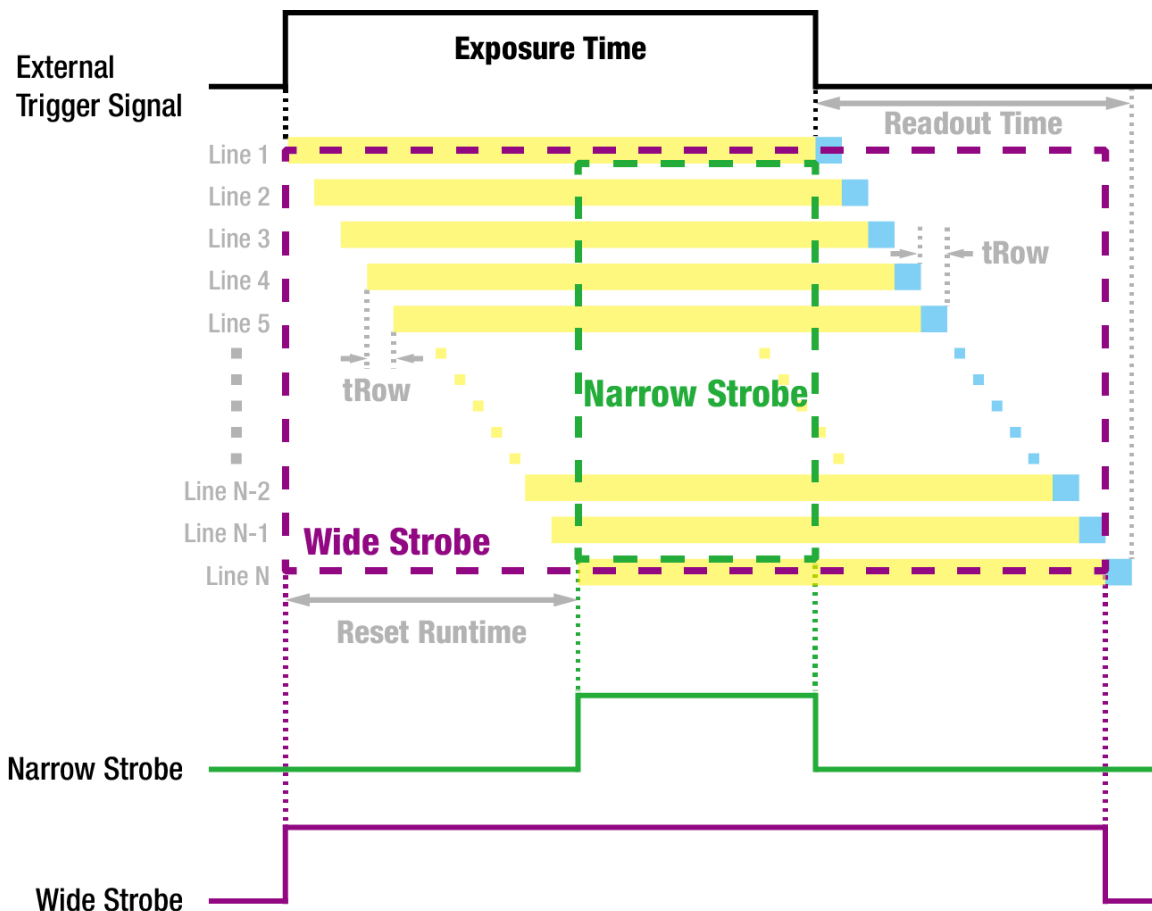 Exposure Time
External
Trigger Signal
Readout Time
Line 1
Line 2
Line 3
tRow
Line 4
Line 5
tRow
Narrow Strobe
Line N-2
Line N-1
Wide Strobe
Line N
Reset Runtime
Narrow Strobe
Wide Strobe